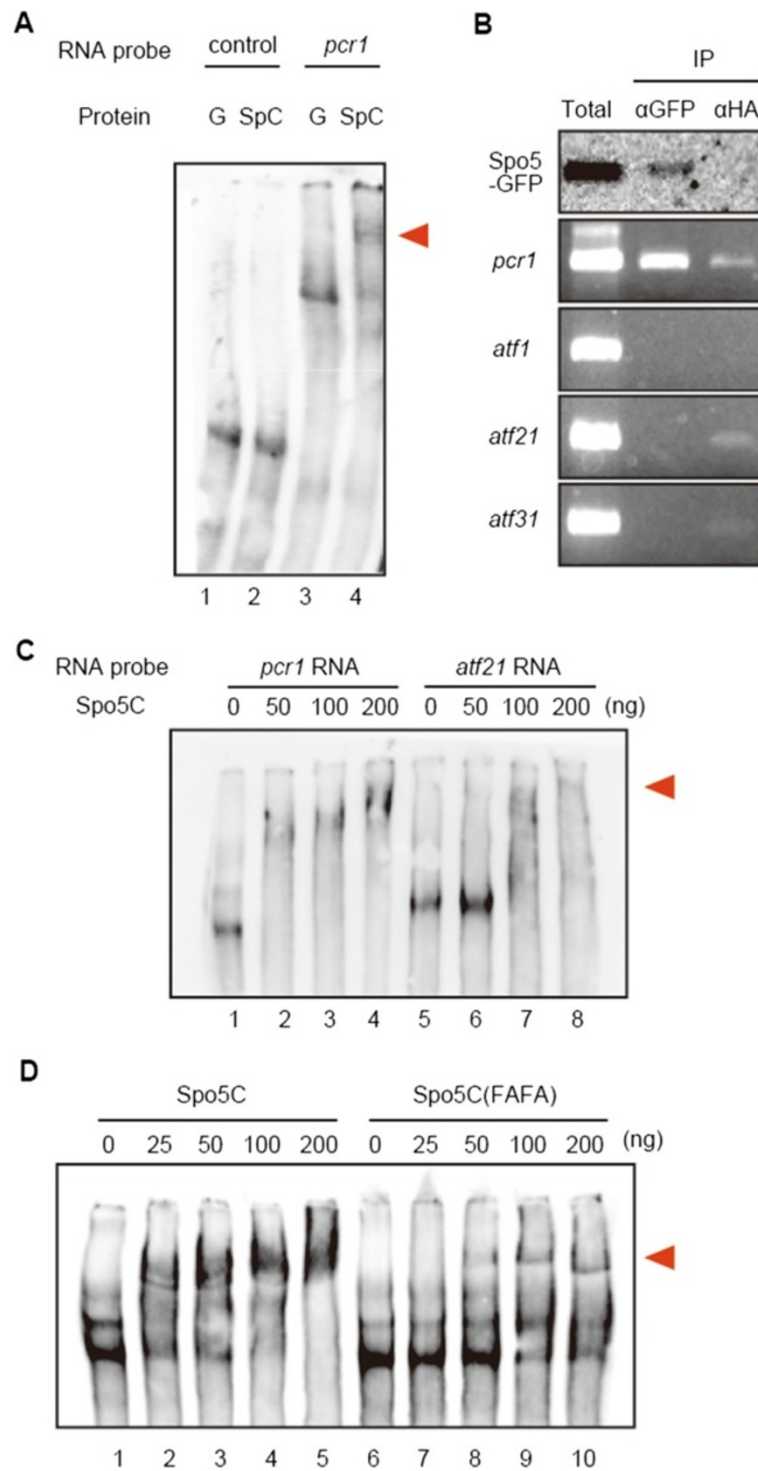 A
RNA probe control pcr1
Protein G SpC G SpC
1 2 3 4
B
IP
Total αGFP αHA
Spo5
-GFP
pcr1
atf1
atf21
atf31
C
RNA probe pcr1 RNA atf21 RNA
Spo5C 0 50 100 200 0 50 100 200 (ng)
1 2 3 4 5 6 7 8
D
Spo5C Spo5C(FAFA)
0 25 50 100 200 0 25 50 100 200 (ng)
1 2 3 4 5 6 7 8 9 10